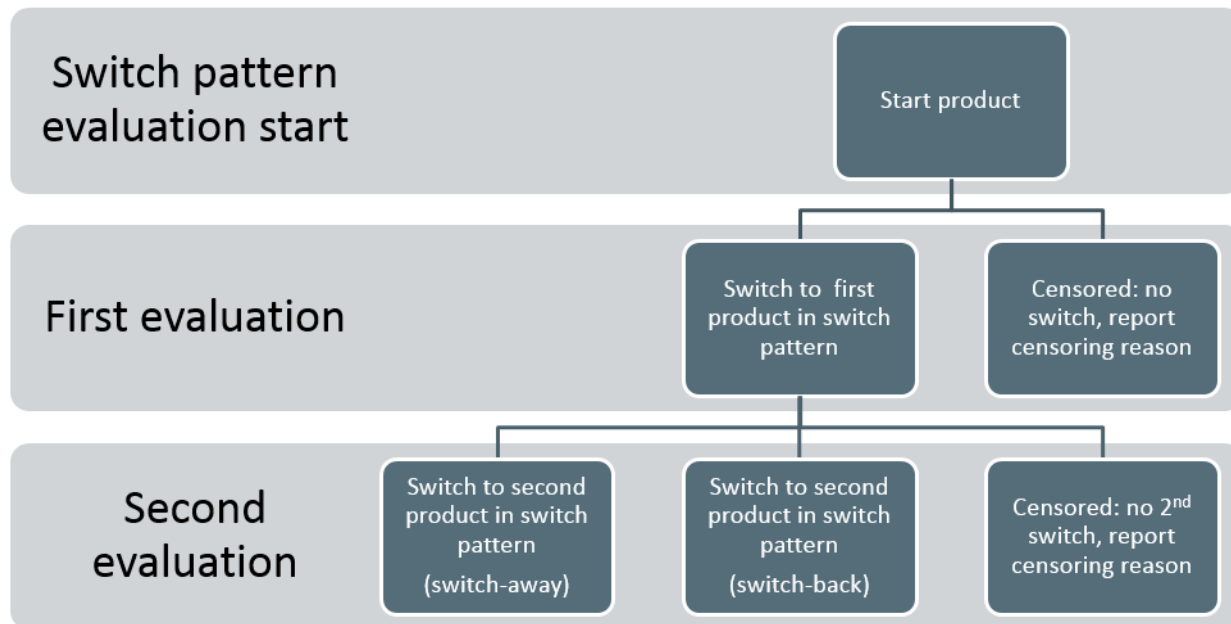 Switch pattern
evaluation start
Start product
First evaluation
Switch to first
product in switch
pattern
Censored: no
switch, report
censoring reason
Second
evaluation
Switch to second
product in switch
pattern
(switch-away)
Switch to second
product in switch
pattern
(switch-back)
Censored: no 2nd
switch, report
censoring reason